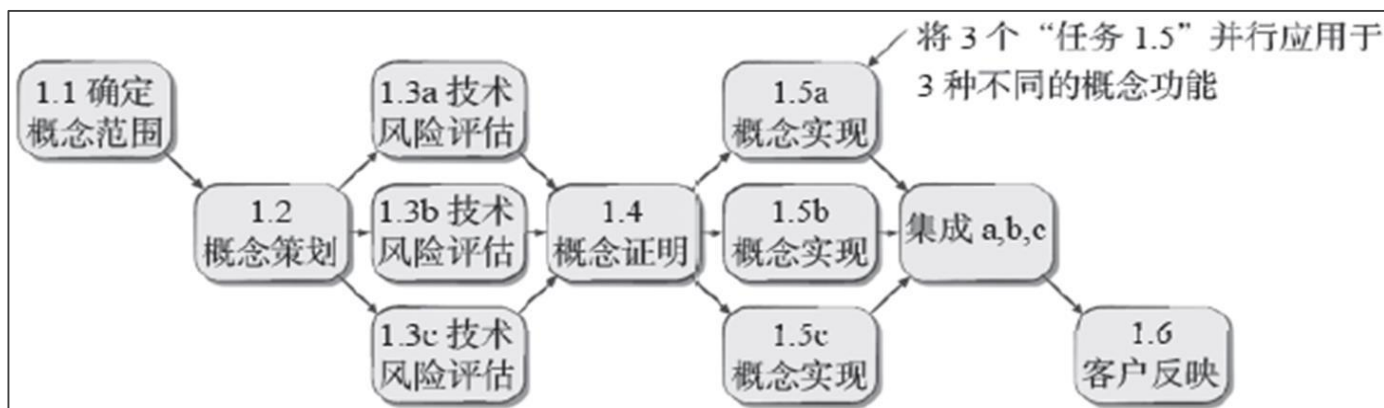 将 3 个“任务 1.5”并行应用于
3 种不同的概念功能
1.1 确定
概念范围
1.2
概念策划
1.3a 技术
风险评估
1.3b 技术
风险评估
1.3c 技术
风险评估
1.4
概念证明
1.5a
概念实现
1.5b
概念实现
1.5c
概念实现
集成 a,b,c
1.6
客户反映